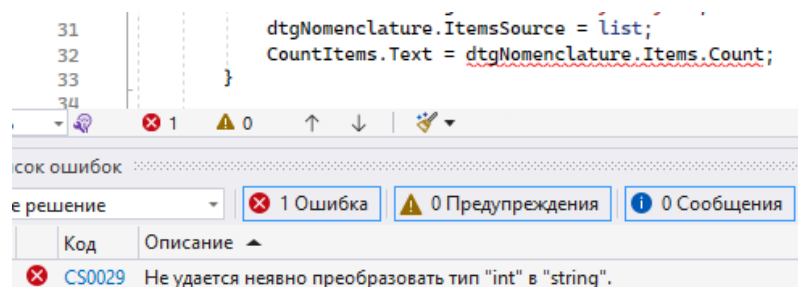 31 dtgNomenclature.ItemsSource = list;
32 CountItems.Text = dtgNomenclature.Items.Count;
33 }
34
1 0
сок ошибок
е решение 1 Ошибка 0 Предупреждения 0 Сообщения
Код Описание
CS0029 Не удается неявно преобразовать тип "int" в "string".